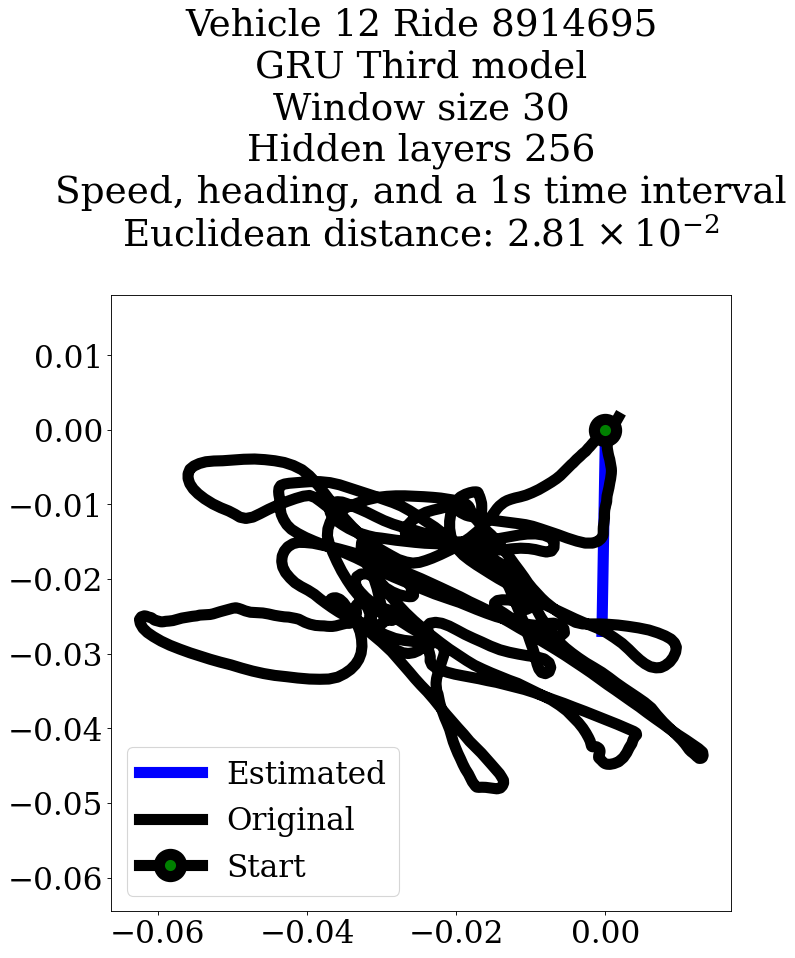 Vehicle 12 Ride 8914695
GRU Third model
Window size 30
Hidden layers 256
Speed, heading, and a 1s time interval
Euclidean distance: 2.81 × 10⁻²
0.01
0.00
−0.01
−0.02
−0.03
−0.04
−0.05
−0.06
Estimated
Original
Start
−0.06 −0.04 −0.02 0.00